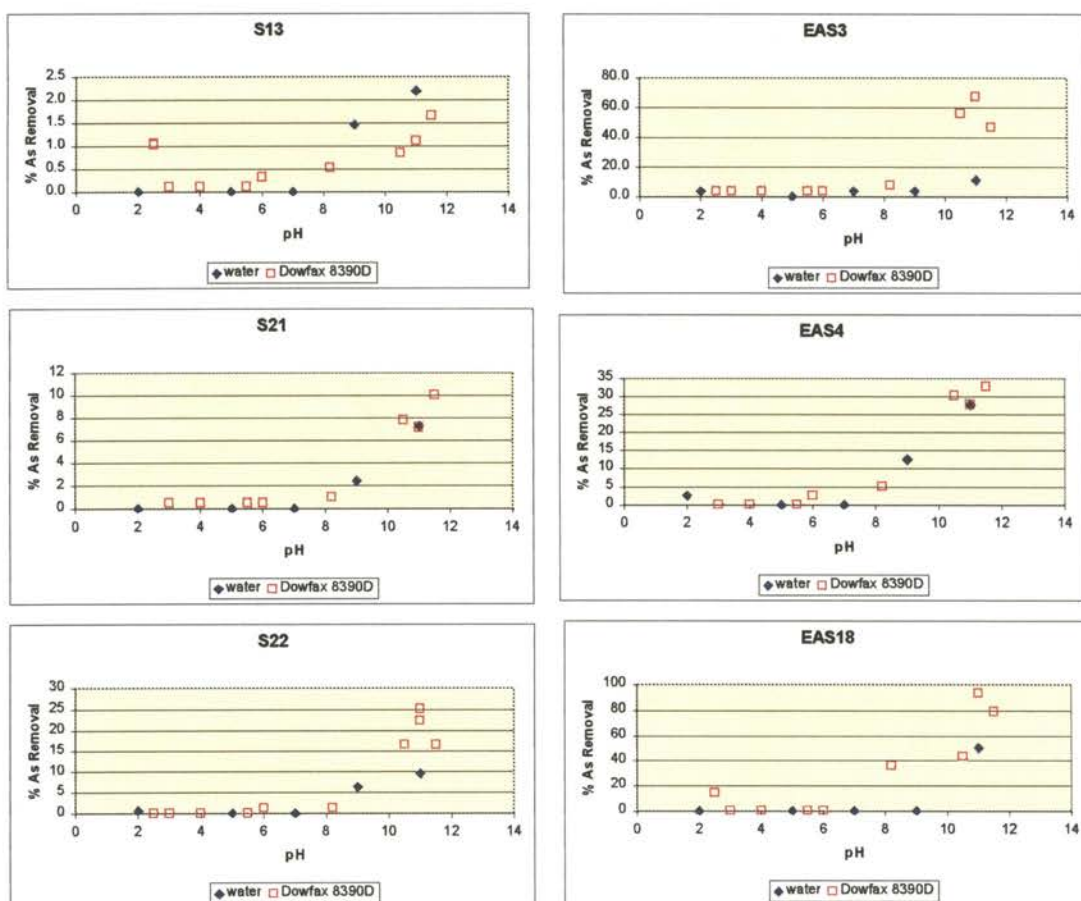 S13
% As Removal
2.5
2.0
1.5
1.0
0.5
0.0
0 2 4 6 8 10 12 14
pH
water Dowfax 8390D
EAS3
% As Removal
80.0
60.0
40.0
20.0
0.0
0 2 4 6 8 10 12 14
pH
water Dowfax 8390D
S21
% As Removal
12
10
8
6
4
2
0
0 2 4 6 8 10 12 14
pH
water Dowfax 8390D
EAS4
% As Removal
35
30
25
20
15
10
5
0
0 2 4 6 8 10 12 14
pH
water Dowfax 8390D
S22
% As Removal
30
25
20
15
10
5
0
0 2 4 6 8 10 12 14
pH
water Dowfax 8390D
EAS18
% As Removal
100
80
60
40
20
0
0 2 4 6 8 10 12 14
pH
water Dowfax 8390D